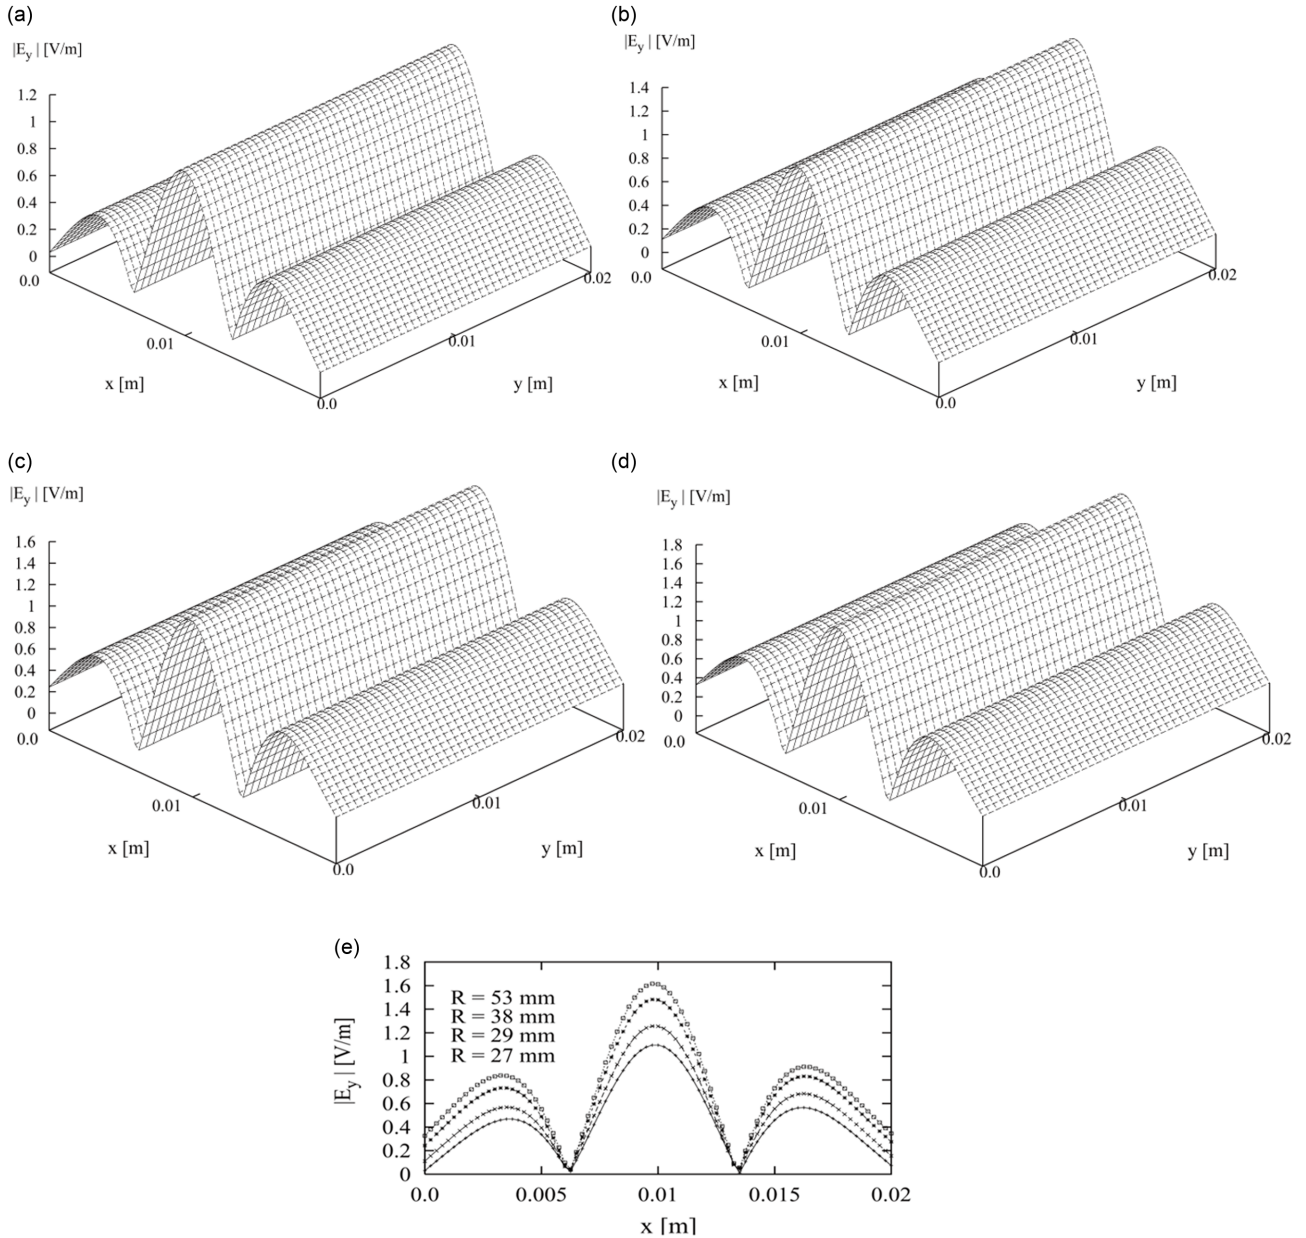 (a)
|Ey| [V/m]
1.2
1
0.8
0.6
0.4
0.2
0
0.0
0.01
x [m]
0.0
0.01
0.02
y [m]
(b)
|Ey| [V/m]
1.4
1.2
1
0.8
0.6
0.4
0.2
0
0.0
0.01
x [m]
0.0
0.01
0.02
y [m]
(c)
|Ey| [V/m]
1.6
1.4
1.2
1
0.8
0.6
0.4
0.2
0
0.0
0.01
x [m]
0.0
0.01
0.02
y [m]
(d)
|Ey| [V/m]
1.8
1.6
1.4
1.2
1
0.8
0.6
0.4
0.2
0
0.0
0.01
x [m]
0.0
0.01
0.02
y [m]
(e)
|Ey| [V/m]
1.8
1.6
1.4
1.2
1
0.8
0.6
0.4
0.2
0
R = 53 mm
R = 38 mm
R = 29 mm
R = 27 mm
0.0 0.005 0.01 0.015 0.02
x [m]